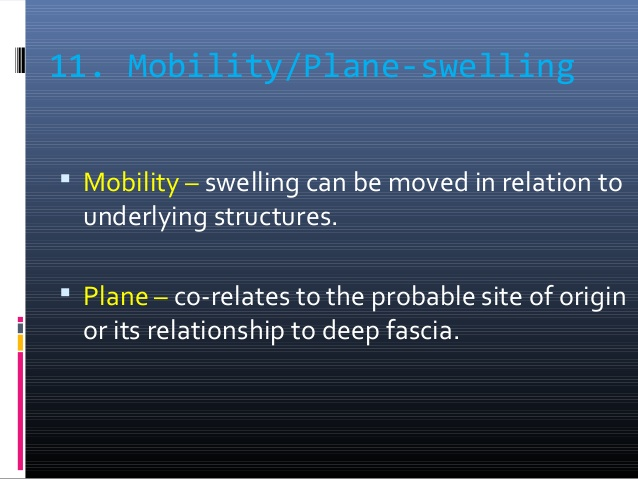 11. Mobility/Plane-swelling
▪ Mobility – swelling can be moved in relation to
underlying structures.
▪ Plane – co-relates to the probable site of origin
or its relationship to deep fascia.